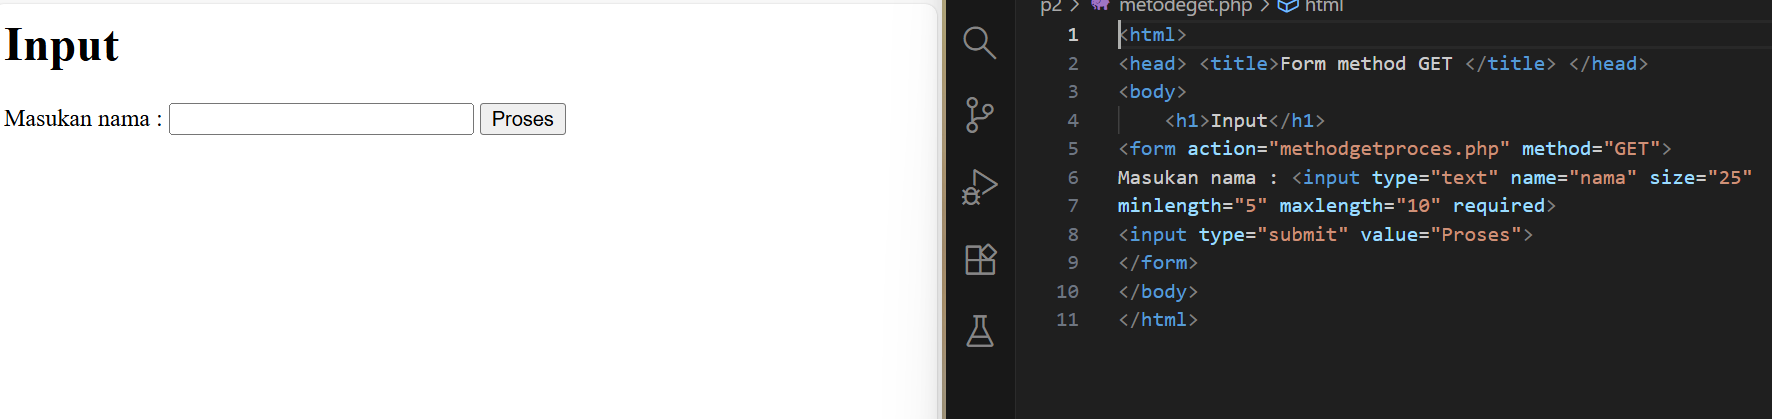 Input
Masukan nama :
Proses
p2 > metodeget.php > html
1 <html>
2 <head> <title>Form method GET </title> </head>
3 <body>
4 <h1>Input</h1>
5 <form action="methodgetproces.php" method="GET">
6 Masukan nama : <input type="text" name="nama" size="25"
7 minlength="5" maxlength="10" required>
8 <input type="submit" value="Proses">
9 </form>
10 </body>
11 </html>